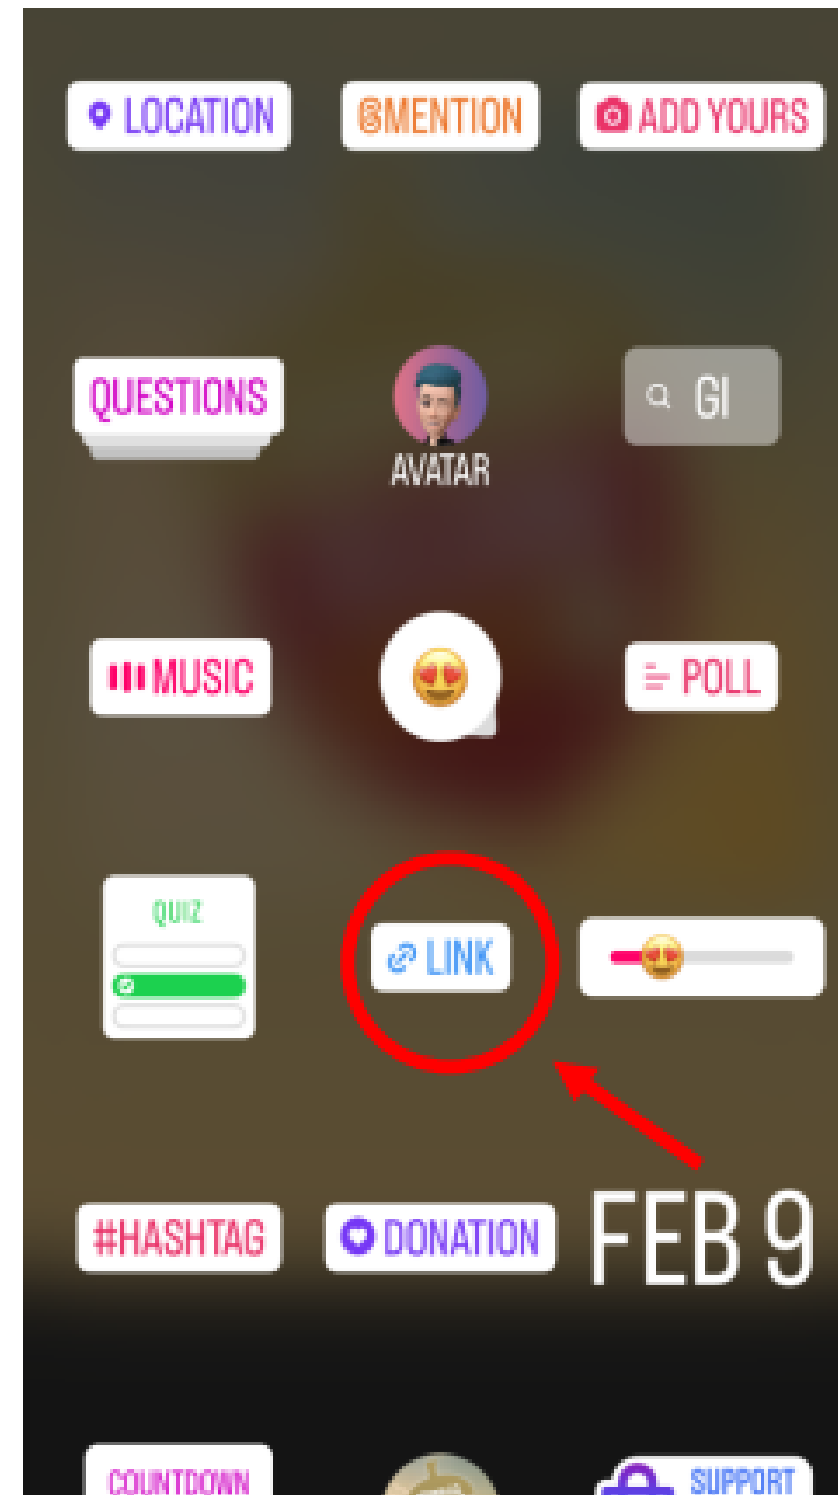 LOCATION
@MENTION
ADD YOURS
QUESTIONS
AVATAR
GI
MUSIC
POLL
QUIZ
LINK
#HASHTAG
DONATION
FEB 9
COUNTDOWN
SUPPORT